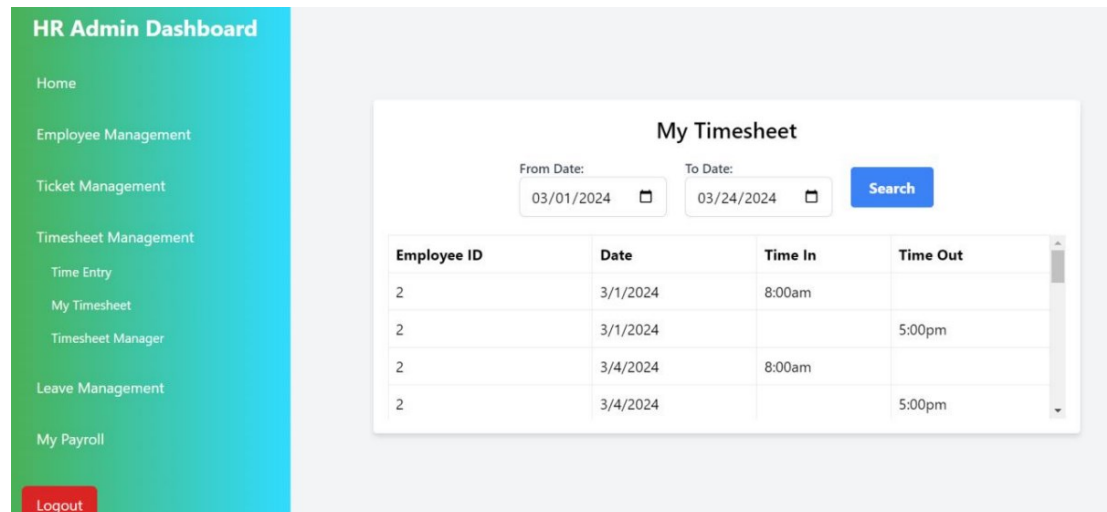 HR Admin Dashboard
Home
Employee Management
Ticket Management
Timesheet Management
Time Entry
My Timesheet
Timesheet Manager
Leave Management
My Payroll
Logout
My Timesheet
From Date: To Date:
03/01/2024 03/24/2024 Search
Employee ID Date Time In Time Out
2 3/1/2024 8:00am
2 3/1/2024 5:00pm
2 3/4/2024 8:00am
2 3/4/2024 5:00pm